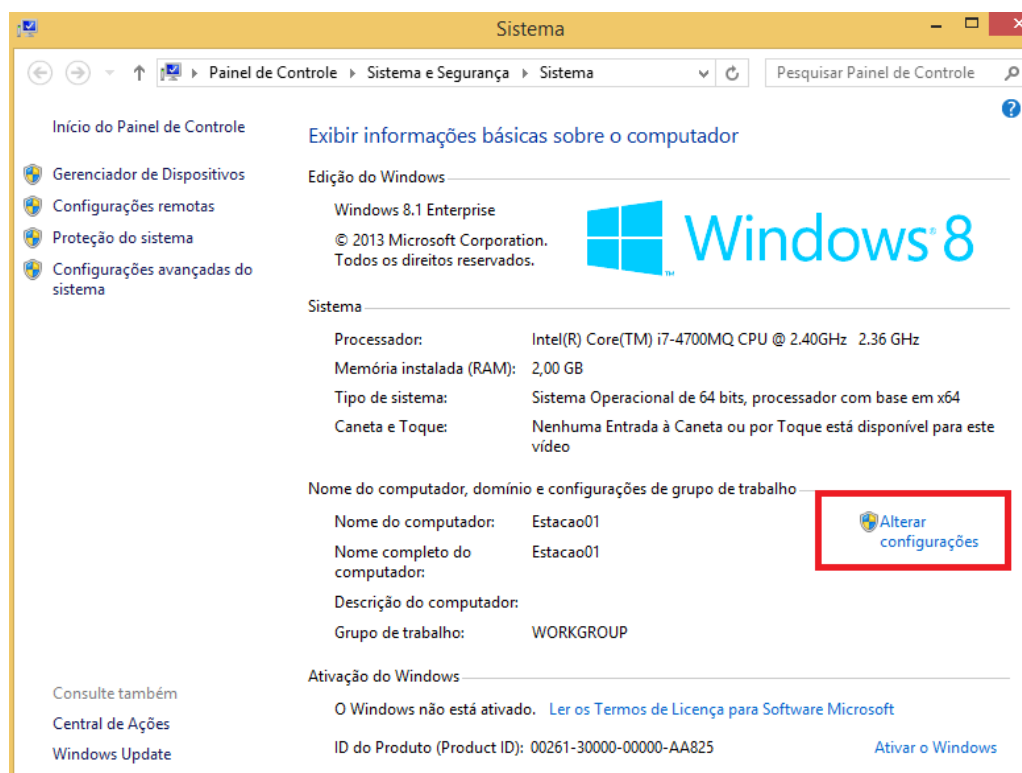 Sistema
Painel de Controle Sistema e Segurança Sistema
Pesquisar Painel de Controle
Início do Painel de Controle
Gerenciador de Dispositivos
Configurações remotas
Proteção do sistema
Configurações avançadas do
sistema
Exibir informações básicas sobre o computador
Edição do Windows
Windows 8.1 Enterprise
© 2013 Microsoft Corporation.
Todos os direitos reservados.
Windows 8
Sistema
Processador: Intel(R) Core(TM) i7-4700MQ CPU @ 2.40GHz 2.36 GHz
Memória instalada (RAM): 2,00 GB
Tipo de sistema: Sistema Operacional de 64 bits, processador com base em x64
Caneta e Toque: Nenhuma Entrada à Caneta ou por Toque está disponível para este
vídeo
Nome do computador, domínio e configurações de grupo de trabalho
Nome do computador: Estacao01
Alterar
configurações
Nome completo do
computador:
Estacao01
Descrição do computador:
Grupo de trabalho: WORKGROUP
Ativação do Windows
O Windows não está ativado. Ler os Termos de Licença para Software Microsoft
ID do Produto (Product ID): 00261-30000-00000-AA825
Ativar o Windows
Consulte também
Central de Ações
Windows Update